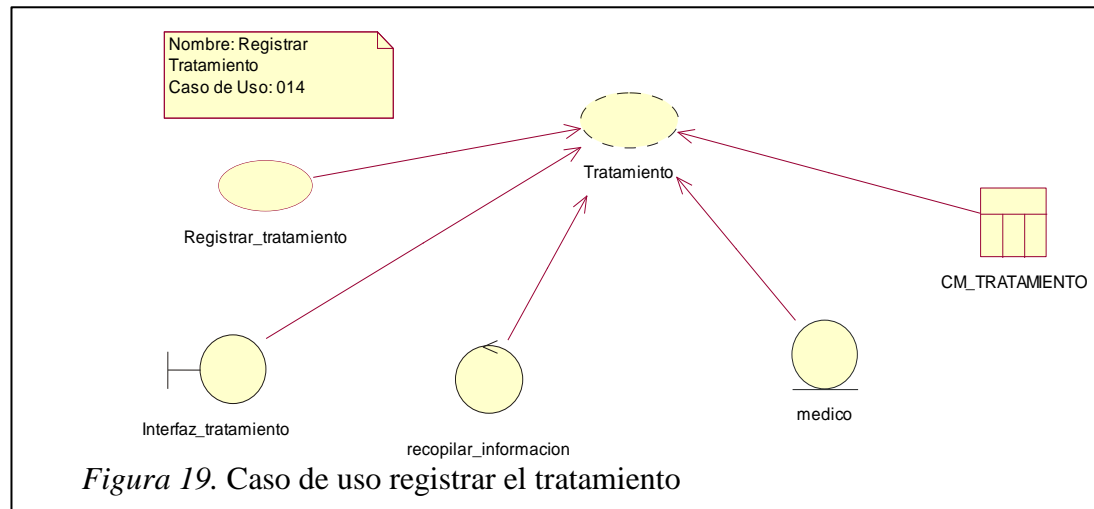 Nombre: Registrar
Tratamiento
Caso de Uso: 014
Tratamiento
Registrar_tratamiento
CM_TRATAMIENTO
Interfaz_tratamiento
recopilar_informacion
medico
Figura 19. Caso de uso registrar el tratamiento